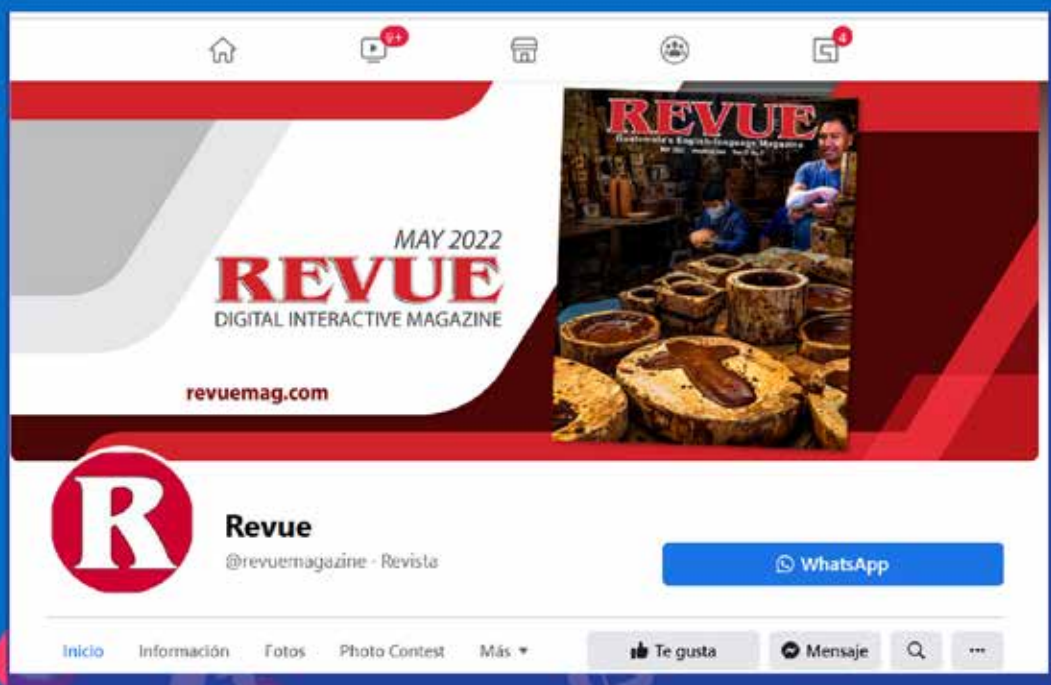 9+
4
REVUE
Guatemala's English-language Magazine
MAY 2022
REVUE
DIGITAL INTERACTIVE MAGAZINE
revuemag.com
R
Revue
@revuemagazine · Revista
WhatsApp
Inicio Información Fotos Photo Contest Más
Te gusta Mensaje